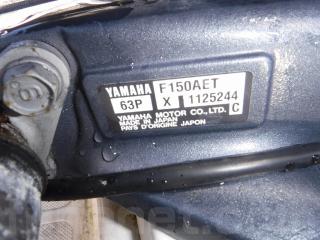 YAMAHA F150AET
63P X 1125244
C
YAMAHA MOTOR CO., LTD
MADE IN JAPAN
PAYS D'ORIGINE JAPON